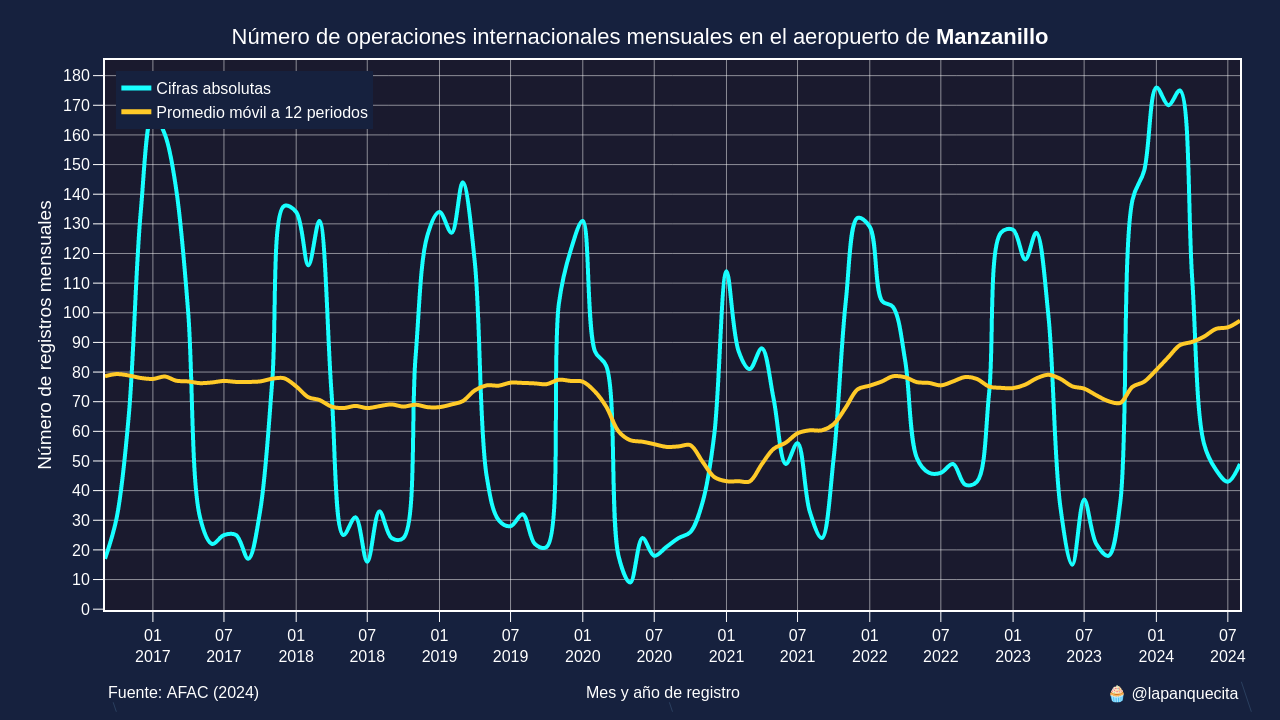 Número de operaciones internacionales mensuales en el aeropuerto de Manzanillo
Cifras absolutas
Promedio móvil a 12 periodos
Número de registros mensuales
180
170
160
150
140
130
120
110
100
90
80
70
60
50
40
30
20
10
0
01 07 01 07 01 07 01 07 01 07 01 07 01 07 01 07
2017 2017 2018 2018 2019 2019 2020 2020 2021 2021 2022 2022 2023 2023 2024 2024
Fuente: AFAC (2024) Mes y año de registro 🧁 @lapanquecita